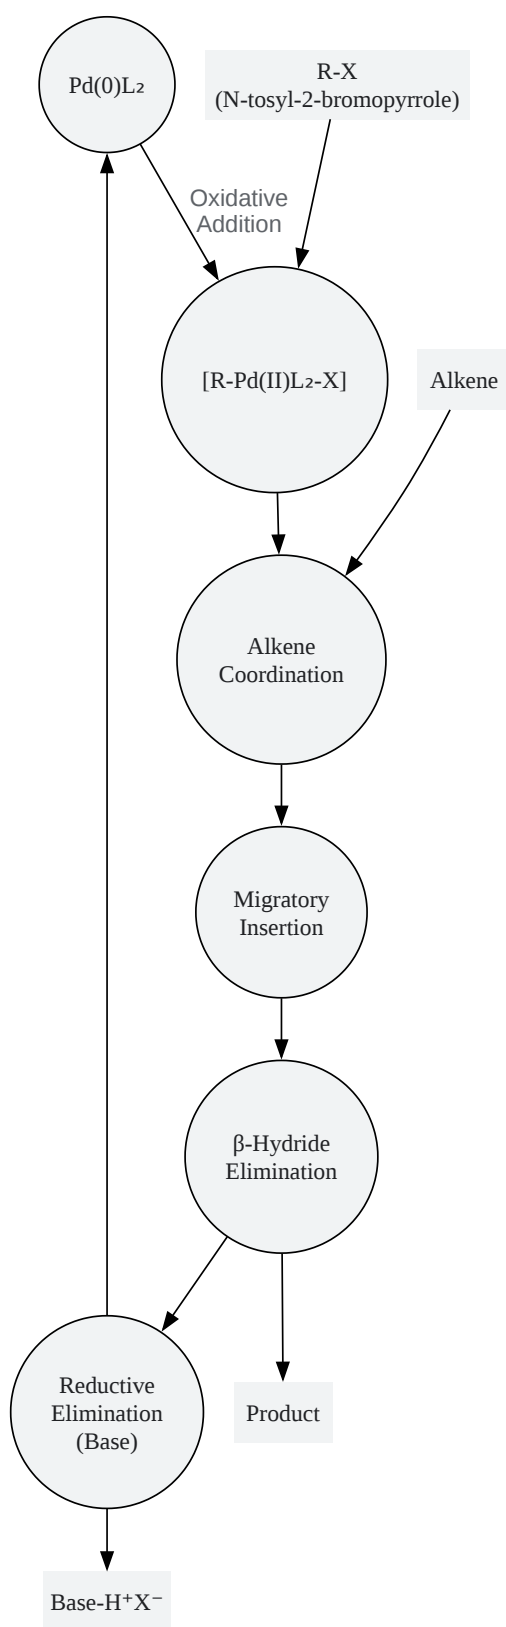 Pd(0)L₂
R-X
(N-tosyl-2-bromopyrrole)
Oxidative
Addition
[R-Pd(II)L₂-X]
Alkene
Alkene
Coordination
Migratory
Insertion
β-Hydride
Elimination
Reductive
Elimination
(Base)
Product
Base-H⁺X⁻